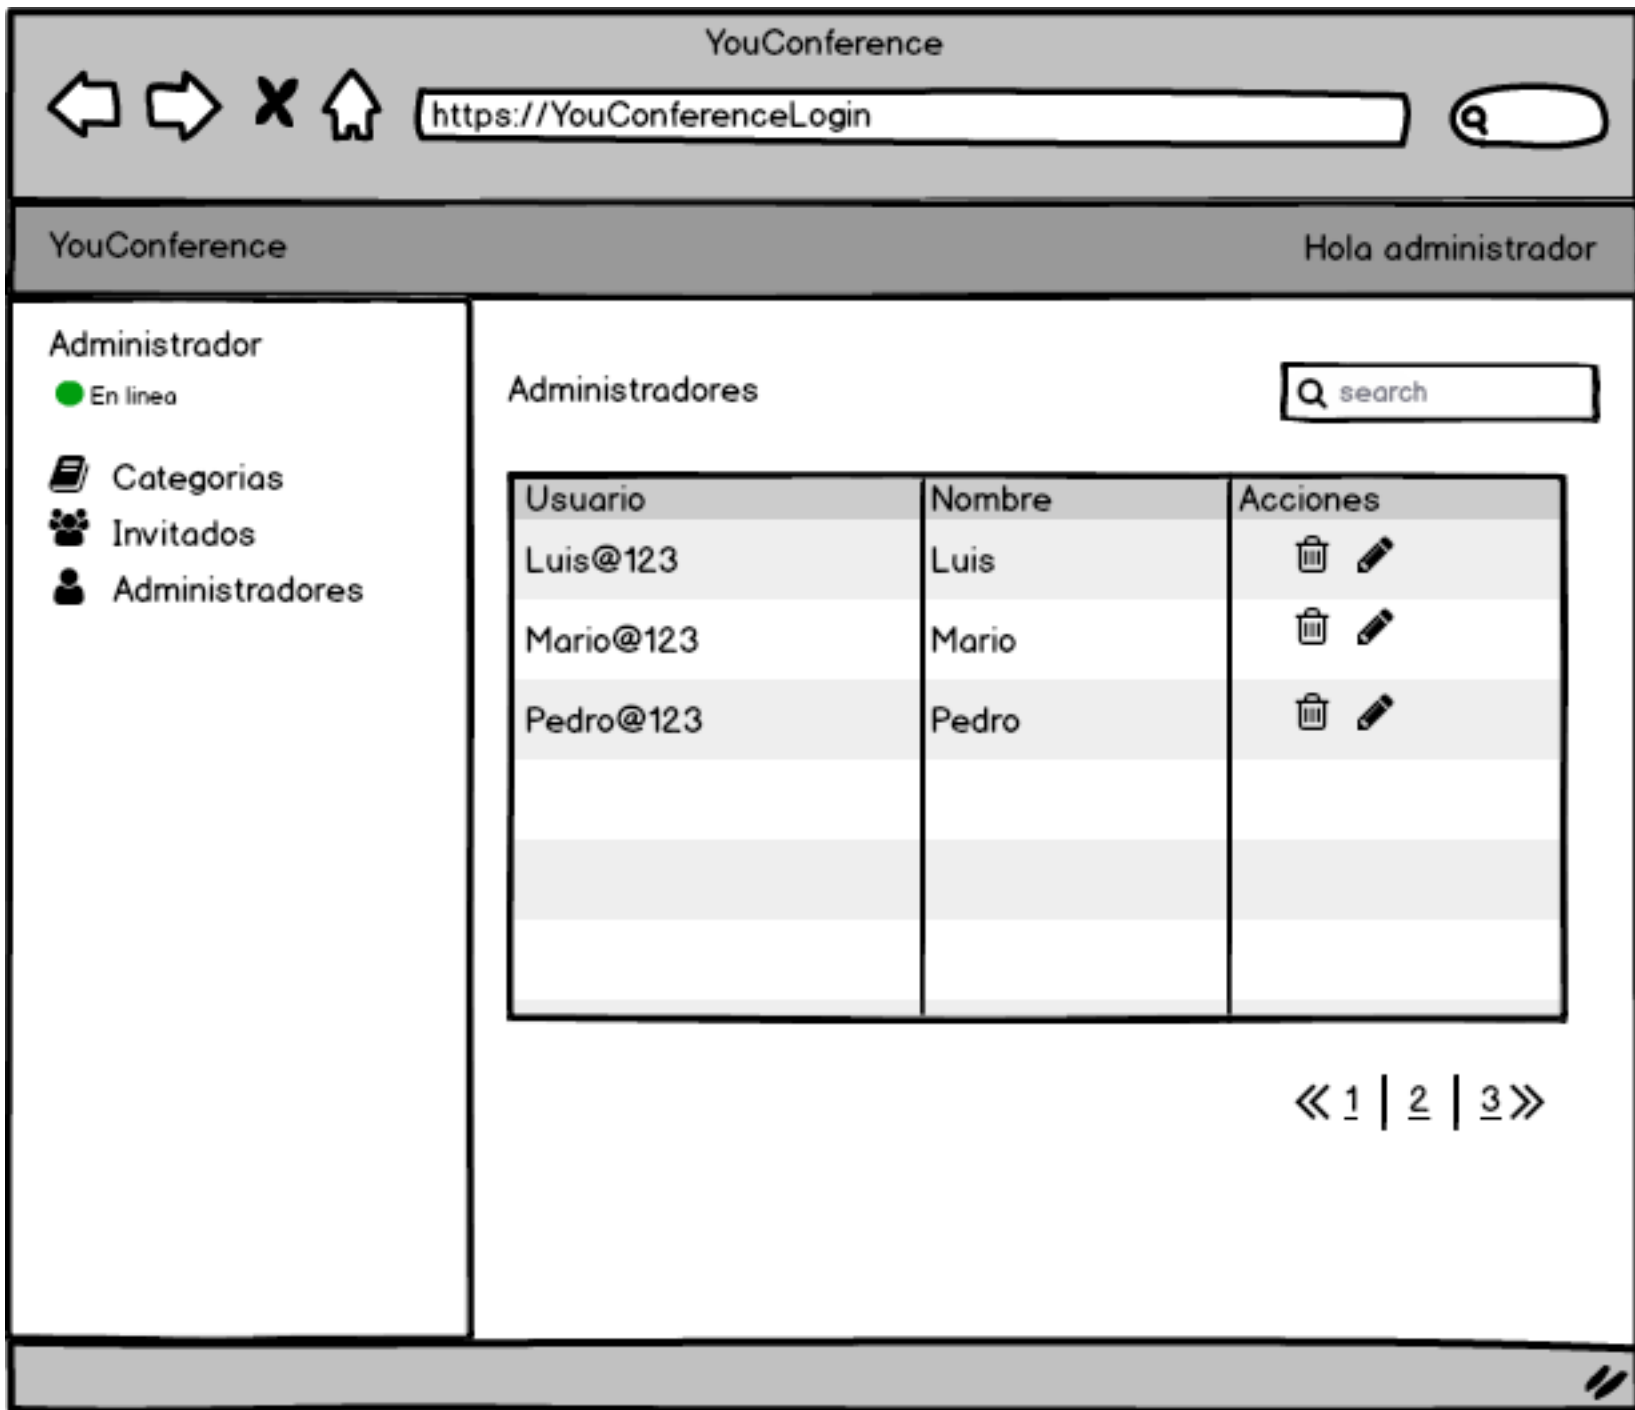 YouConference
https://YouConferenceLogin
YouConference
Hola administrador
Administrador
En linea
Categorias
Invitados
Administradores
Administradores
search
Usuario Nombre Acciones
Luis@123 Luis
Mario@123 Mario
Pedro@123 Pedro
1 | 2 | 3